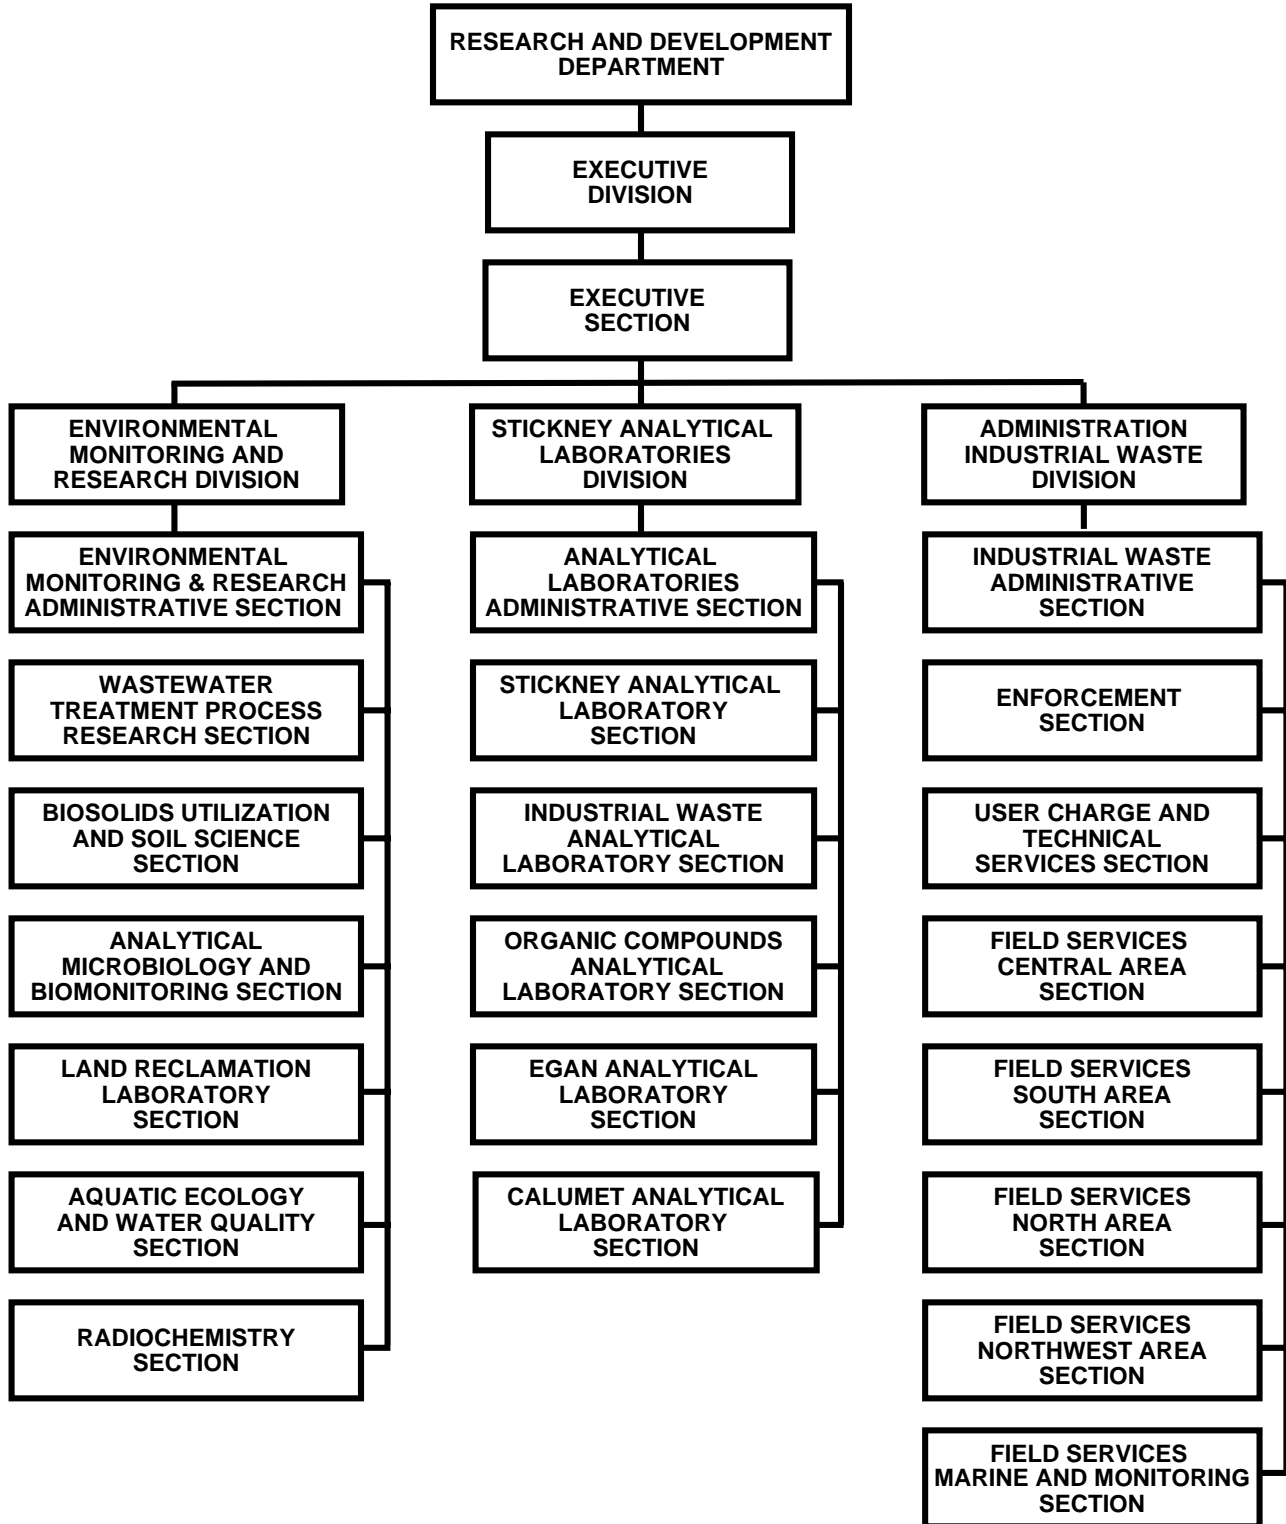 RESEARCH AND DEVELOPMENT
DEPARTMENT
EXECUTIVE
DIVISION
EXECUTIVE
SECTION
ENVIRONMENTAL
MONITORING AND
RESEARCH DIVISION
ENVIRONMENTAL
MONITORING & RESEARCH
ADMINISTRATIVE SECTION
WASTEWATER
TREATMENT PROCESS
RESEARCH SECTION
BIOSOLIDS UTILIZATION
AND SOIL SCIENCE
SECTION
ANALYTICAL
MICROBIOLOGY AND
BIOMONITORING SECTION
LAND RECLAMATION
LABORATORY
SECTION
AQUATIC ECOLOGY
AND WATER QUALITY
SECTION
RADIOCHEMISTRY
SECTION
STICKNEY ANALYTICAL
LABORATORIES
DIVISION
ANALYTICAL
LABORATORIES
ADMINISTRATIVE SECTION
STICKNEY ANALYTICAL
LABORATORY
SECTION
INDUSTRIAL WASTE
ANALYTICAL
LABORATORY SECTION
ORGANIC COMPOUNDS
ANALYTICAL
LABORATORY SECTION
EGAN ANALYTICAL
LABORATORY
SECTION
CALUMET ANALYTICAL
LABORATORY
SECTION
ADMINISTRATION
INDUSTRIAL WASTE
DIVISION
INDUSTRIAL WASTE
ADMINISTRATIVE
SECTION
ENFORCEMENT
SECTION
USER CHARGE AND
TECHNICAL
SERVICES SECTION
FIELD SERVICES
CENTRAL AREA
SECTION
FIELD SERVICES
SOUTH AREA
SECTION
FIELD SERVICES
NORTH AREA
SECTION
FIELD SERVICES
NORTHWEST AREA
SECTION
FIELD SERVICES
MARINE AND MONITORING
SECTION